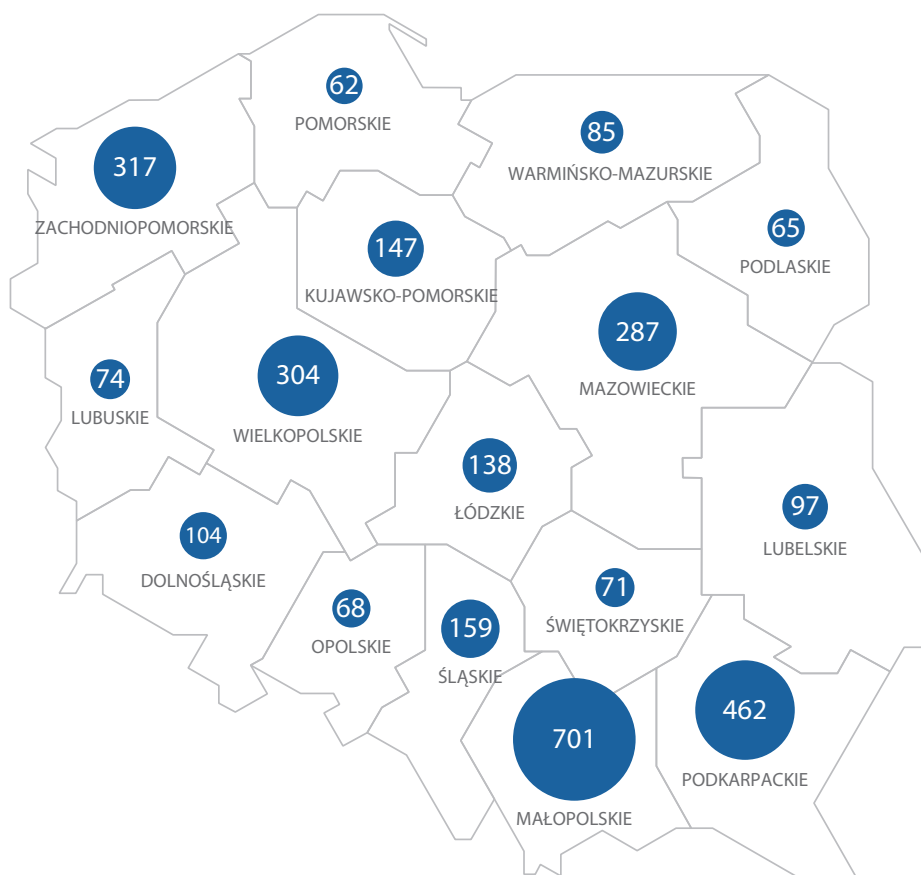 62
POMORSKIE
85
WARMIŃSKO-MAZURSKIE
317
ZACHODNIOPOMORSKIE
65
PODLASKIE
147
KUJAWSKO-POMORSKIE
287
MAZOWIECKIE
74
LUBUSKIE
304
WIELKOPOLSKIE
138
ŁÓDZKIE
97
LUBELSKIE
104
DOLNOŚLĄSKIE
68
OPOLSKIE
159
ŚLĄSKIE
71
ŚWIĘTOKRZYSKIE
701
MAŁOPOLSKIE
462
PODKARPACKIE